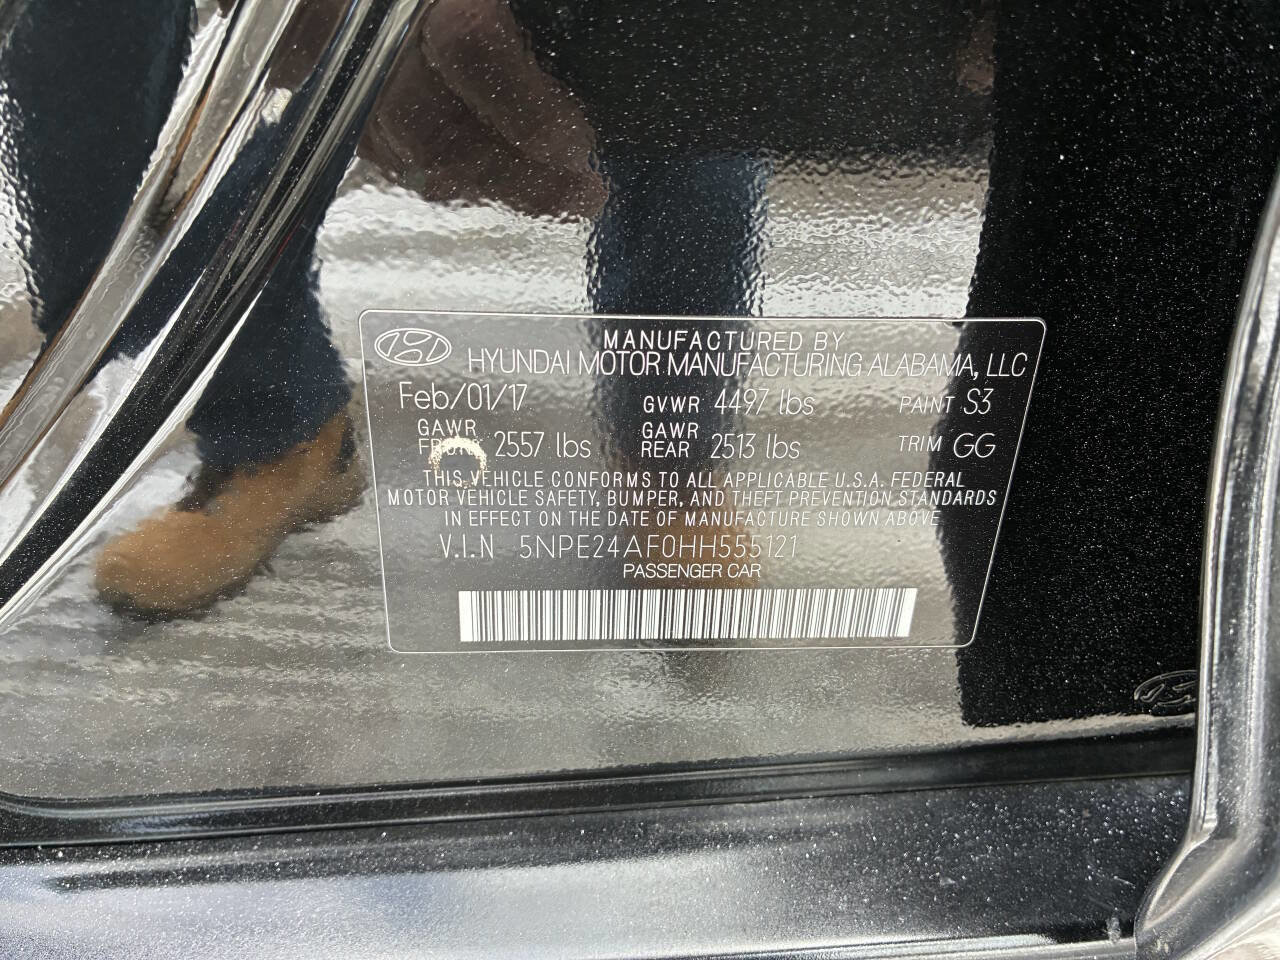 MANUFACTURED BY
HYUNDAI MOTOR MANUFACTURING ALABAMA, LLC
Feb/01/17 GVWR 4497 lbs PAINT S3
GAWR FRONT 2557 lbs GAWR REAR 2513 lbs TRIM GG
THIS VEHICLE CONFORMS TO ALL APPLICABLE U.S.A. FEDERAL
MOTOR VEHICLE SAFETY, BUMPER, AND THEFT PREVENTION STANDARDS
IN EFFECT ON THE DATE OF MANUFACTURE SHOWN ABOVE
V.I.N 5NPE24AF0HH555121
PASSENGER CAR